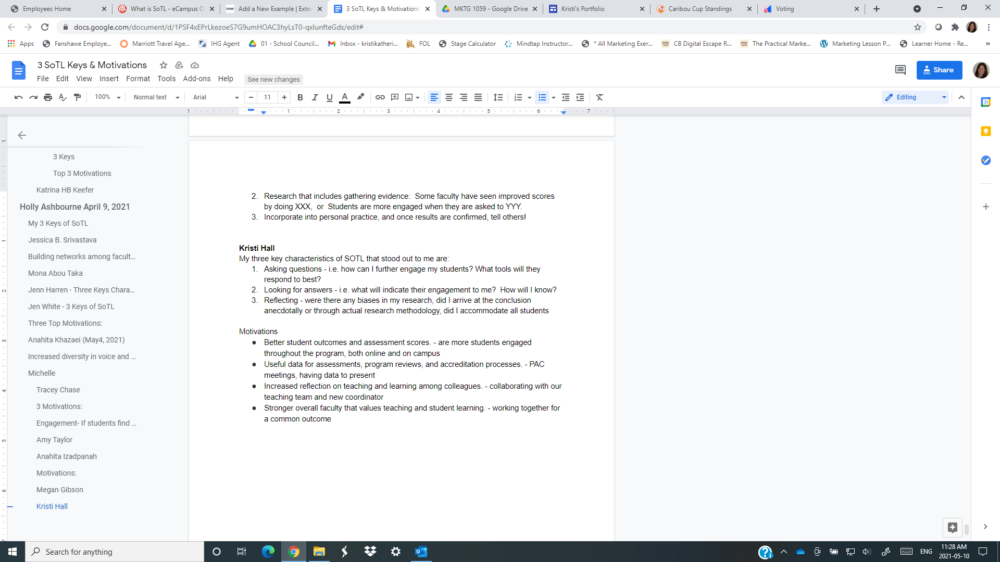 Employees Home
What is SoTL - eCampus O
Add a New Example | Exter
3 SoTL Keys & Motivations
MKTG 1059 - Google Drive
Kristi's Portfolio
Caribou Cup Standings
Voting
docs.google.com/document/d/1PSF4xEPrLkezoeS7G9umHOAC3hyLsT0-qxlunfteGds/edit#
Apps
Fanshawe Employe...
Marriott Travel Age...
IHG Agent
01 - School Council...
Inbox - kristikatheri...
FOL
Stage Calculator
Mindtap Instructor...
* All Marketing Exer...
CB Digital Escape R...
The Practical Marke...
Marketing Lesson P...
Learner Home - Re...
3 SoTL Keys & Motivations
File Edit View Insert Format Tools Add-ons Help
See new changes
Share
100%
Normal text
Arial
11
Editing
1 1 2 3 4 5 6 7
3 Keys
Top 3 Motivations
Katrina HB Keefer
Holly Ashbourne April 9, 2021
My 3 Keys of SoTL
Jessica B. Srivastava
Building networks among facult...
Mona Abou Taka
Jenn Harren - Three Keys Chara...
Jen White - 3 Keys of SoTL
Three Top Motivations:
Anahita Khazaei (May4, 2021)
Increased diversity in voice and ...
Michelle
Tracey Chase
3 Motivations:
Engagement- If students find ...
Amy Taylor
Anahita Izadpanah
Motivations:
Megan Gibson
Kristi Hall
2. Research that includes gathering evidence:  Some faculty have seen improved scores
by doing XXX,  or  Students are more engaged when they are asked to YYY.
3. Incorporate into personal practice, and once results are confirmed, tell others!
Kristi Hall
My three key characteristics of SOTL that stood out to me are:
1. Asking questions - i.e. how can I further engage my students? What tools will they
respond to best?
2. Looking for answers - i.e. what will indicate their engagement to me?  How will I know?
3. Reflecting - were there any biases in my research, did I arrive at the conclusion
anecdotally or through actual research methodology, did I accommodate all students
Motivations
● Better student outcomes and assessment scores. - are more students engaged
throughout the program, both online and on campus
● Useful data for assessments, program reviews, and accreditation processes. - PAC
meetings, having data to present
● Increased reflection on teaching and learning among colleagues. - collaborating with our
teaching team and new coordinator
● Stronger overall faculty that values teaching and student learning. - working together for
a common outcome
Search for anything
ENG
11:28 AM
2021-05-10